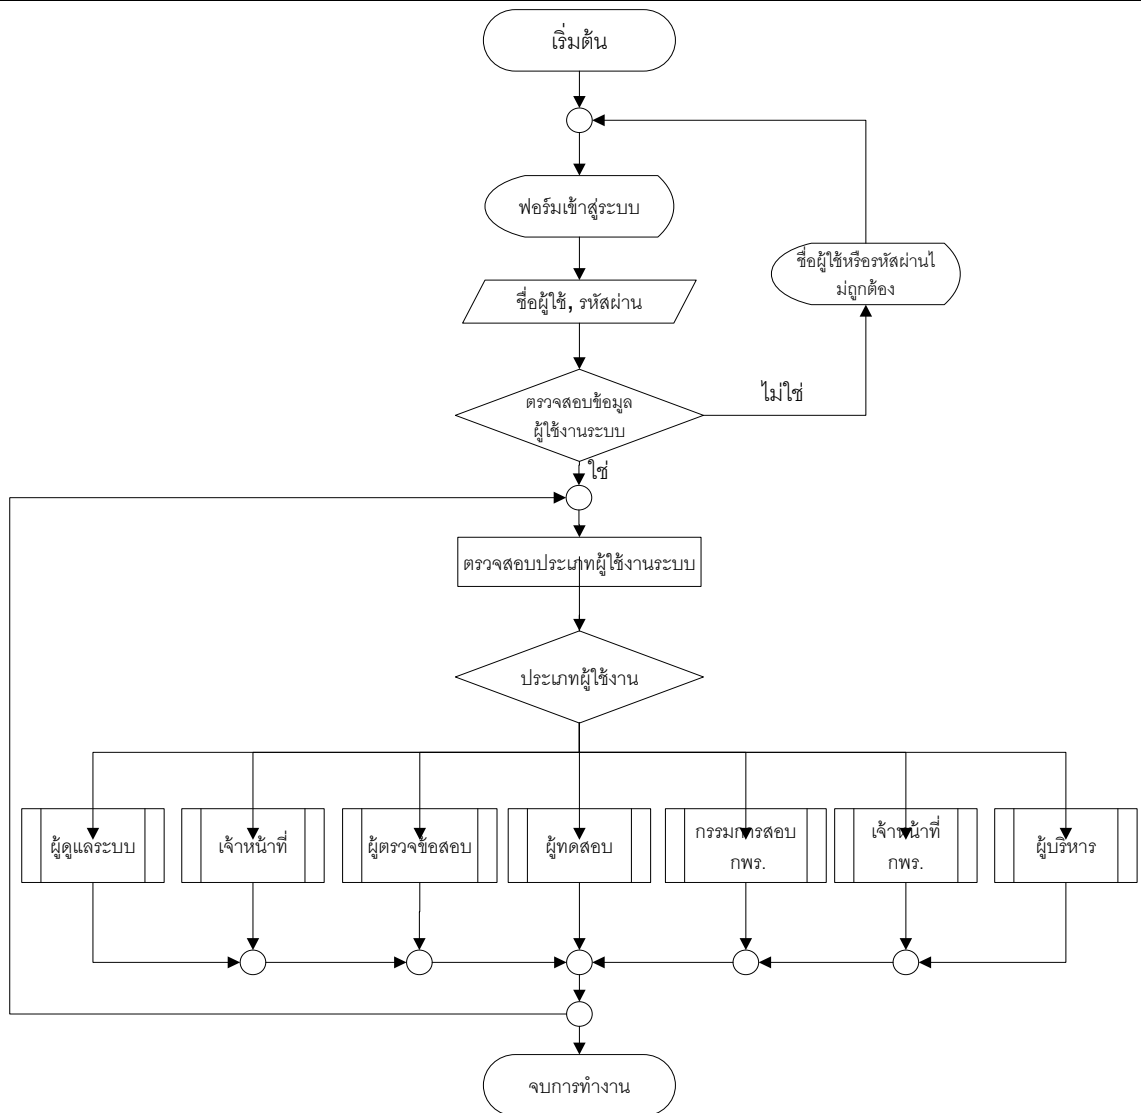 เริ่มต้น
ฟอร์มเข้าสู่ระบบ
ชื่อผู้ใช้หรือรหัสผ่านไ
ม่ถูกต้อง
ชื่อผู้ใช้, รหัสผ่าน
ไม่ใช่
ตรวจสอบข้อมูล
ผู้ใช้งานระบบ
ใช่
ตรวจสอบประเภทผู้ใช้งานระบบ
ประเภทผู้ใช้งาน
ผู้ดูแลระบบ
เจ้าหน้าที่
ผู้ตรวจข้อสอบ
ผู้ทดสอบ
กรรมการสอบ
กพร.
เจ้าหน้าที่
กพร.
ผู้บริหาร
จบการทำงาน